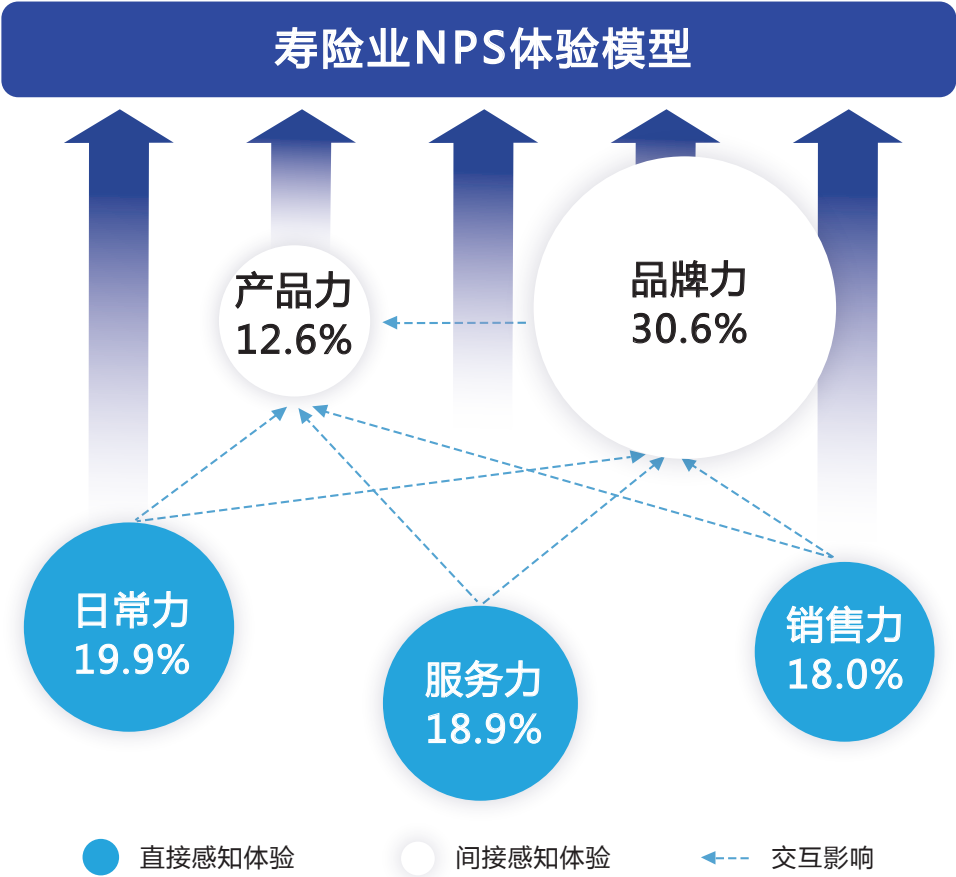 寿险业NPS体验模型
产品力
12.6%
品牌力
30.6%
日常力
19.9%
服务力
18.9%
销售力
18.0%
直接感知体验
间接感知体验
交互影响